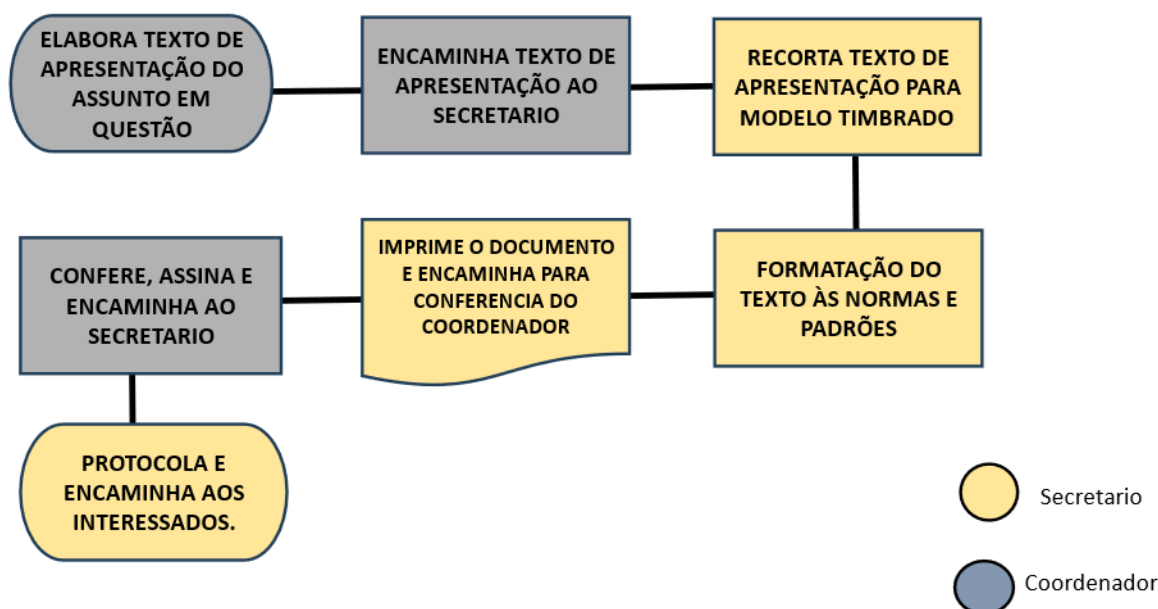 ELABORA TEXTO DE
APRESENTAÇÃO DO
ASSUNTO EM
QUESTÃO
ENCAMINHA TEXTO DE
APRESENTAÇÃO AO
SECRETARIO
RECORTA TEXTO DE
APRESENTAÇÃO PARA
MODELO TIMBRADO
FORMATAÇÃO DO
TEXTO ÀS NORMAS E
PADRÕES
IMPRIME O DOCUMENTO
E ENCAMINHA PARA
CONFERENCIA DO
COORDENADOR
CONFERE, ASSINA E
ENCAMINHA AO
SECRETARIO
PROTOCOLA E
ENCAMINHA AOS
INTERESSADOS.
Secretario
Coordenador